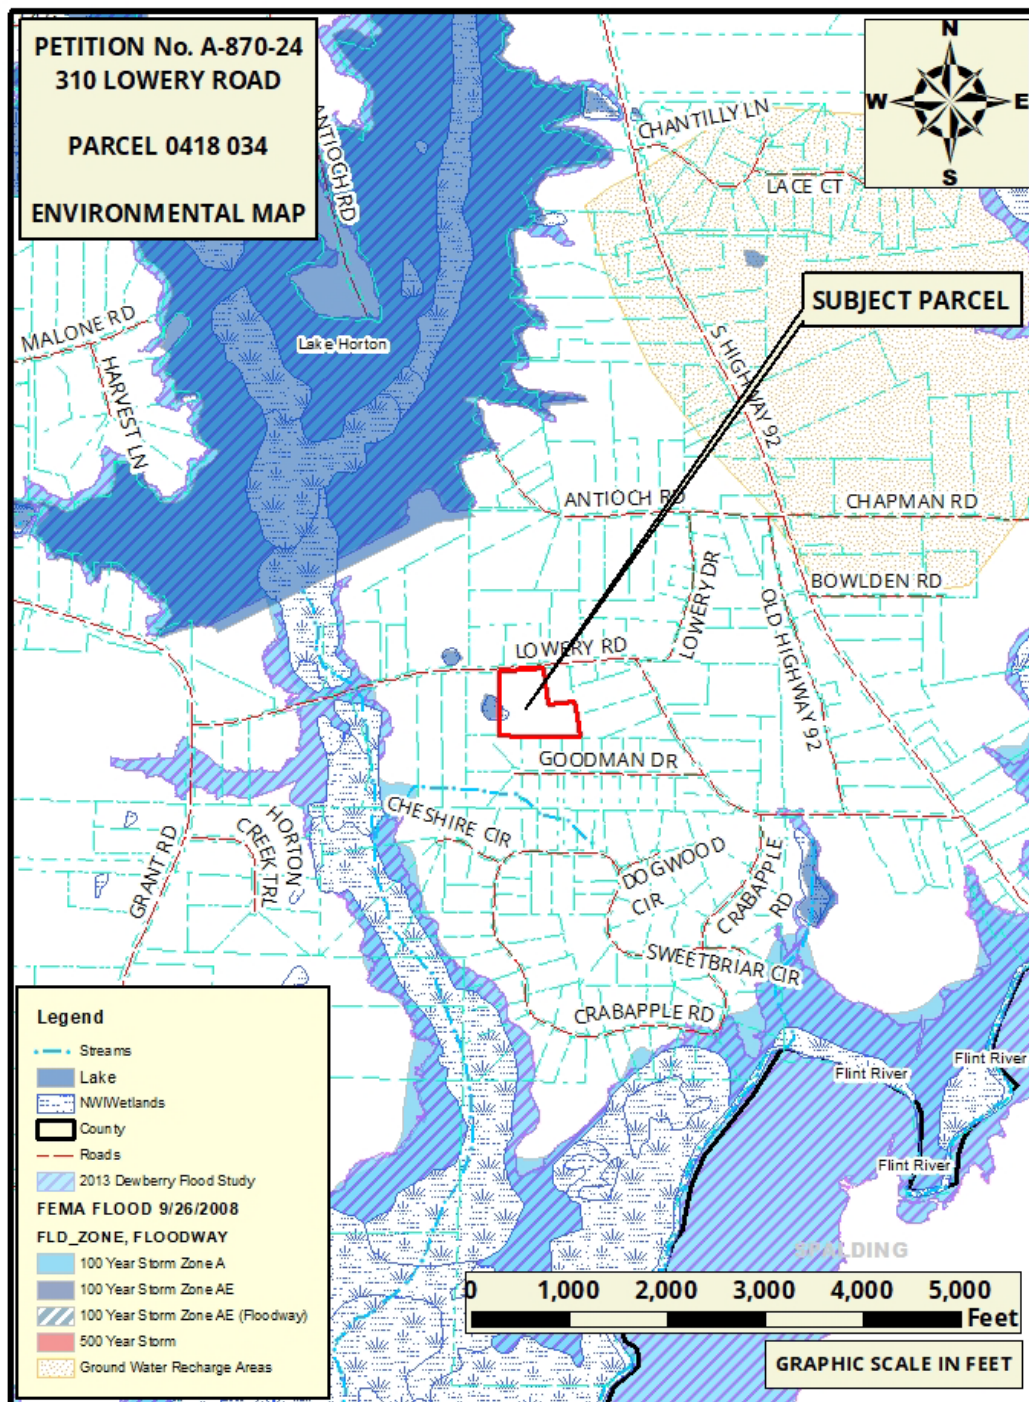 PETITION No. A-870-24
310 LOWERY ROAD
PARCEL 0418 034
ENVIRONMENTAL MAP
N
W
E
S
ANTIOCH RD
CHANTILLY LN
LACE CT
SUBJECT PARCEL
MALONE RD
HARVEST LN
Lake Horton
S HIGHWAY 92
ANTIOCH RD
CHAPMAN RD
LOWERY DR
BOWLDEN RD
OLD HIGHWAY 92
LOWERY RD
GOODMAN DR
CHESHIRE CIR
GRANT RD
HORTON
CREEK TRL
DOGWOOD
CIR
CRABAPPLE
RD
SWEETBRIAR CIR
CRABAPPLE RD
Flint River
Flint River
Flint River
SPALDING
Legend
Streams
Lake
NWIWetlands
County
Roads
2013 Dewberry Flood Study
FEMA FLOOD 9/26/2008
FLD_ZONE, FLOODWAY
100 Year Storm Zone A
100 Year Storm Zone AE
100 Year Storm Zone AE (Floodway)
500 Year Storm
Ground Water Recharge Areas
0 1,000 2,000 3,000 4,000 5,000
Feet
GRAPHIC SCALE IN FEET